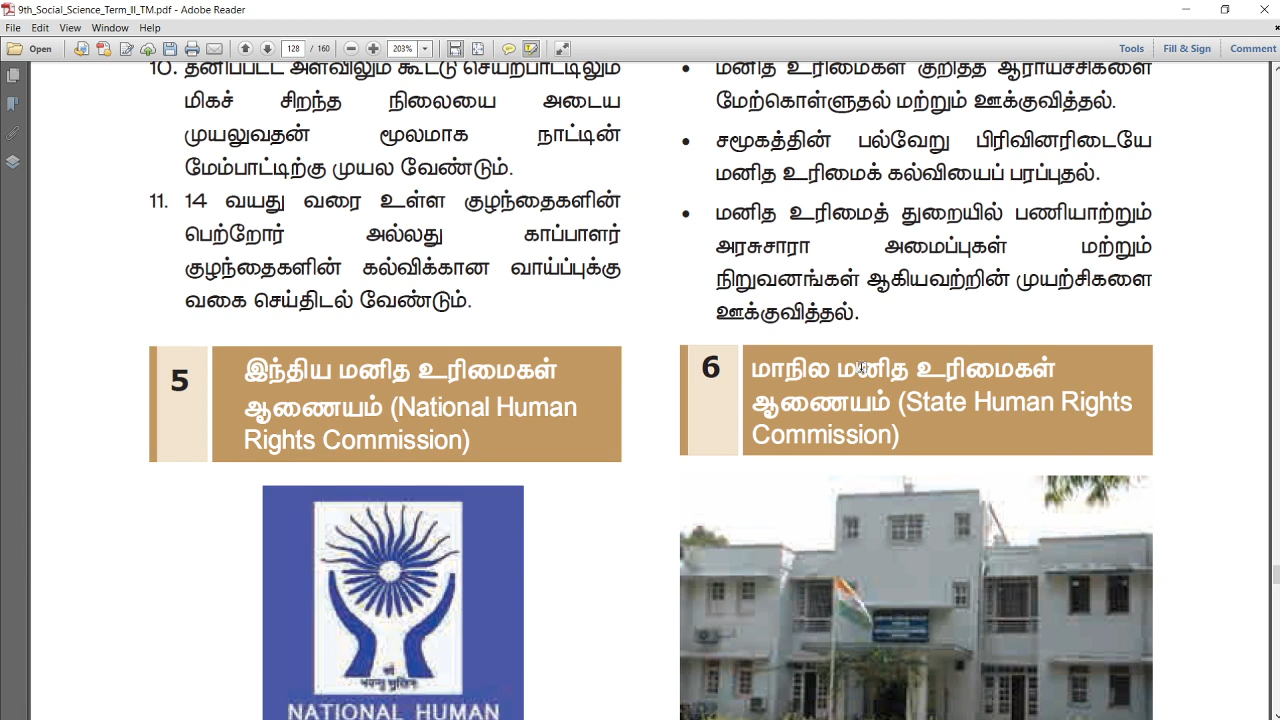 9th_Social_Science_Term_II_TM.pdf - Adobe Reader
File Edit View Window Help
Open 128 / 160 203% Tools Fill & Sign Comment
10. தனிப்பட்ட அளவிலும் கூட்டு செயற்பாட்டிலும்
மிகச் சிறந்த நிலையை அடைய
முயலுவதன் மூலமாக நாட்டின்
மேம்பாட்டிற்கு முயல வேண்டும்.
11. 14 வயது வரை உள்ள குழந்தைகளின்
பெற்றோர் அல்லது காப்பாளர்
குழந்தைகளின் கல்விக்கான வாய்ப்புக்கு
வகை செய்திடல் வேண்டும்.
5 இந்திய மனித உரிமைகள்
ஆணையம் (National Human
Rights Commission)
सर्वे
भवन्तु सुखिनः
NATIONAL HUMAN
• மனித உரிமைகள் குறித்த ஆராய்ச்சிகளை
மேற்கொள்ளுதல் மற்றும் ஊக்குவித்தல்.
• சமூகத்தின் பல்வேறு பிரிவினரிடையே
மனித உரிமைக் கல்வியைப் பரப்புதல்.
• மனித உரிமைத் துறையில் பணியாற்றும்
அரசுசாரா அமைப்புகள் மற்றும்
நிறுவனங்கள் ஆகியவற்றின் முயற்சிகளை
ஊக்குவித்தல்.
6 மாநில மனித உரிமைகள்
ஆணையம் (State Human Rights
Commission)